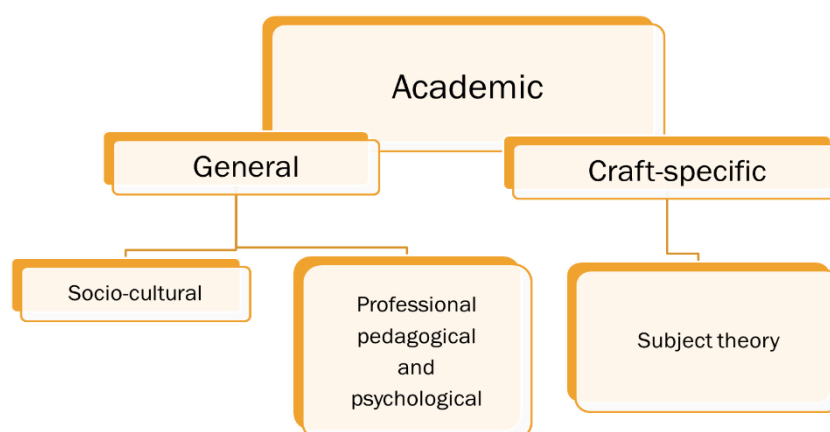 Academic
General
Craft-specific
Socio-cultural
Professional
pedagogical
and
psychological
Subject theory